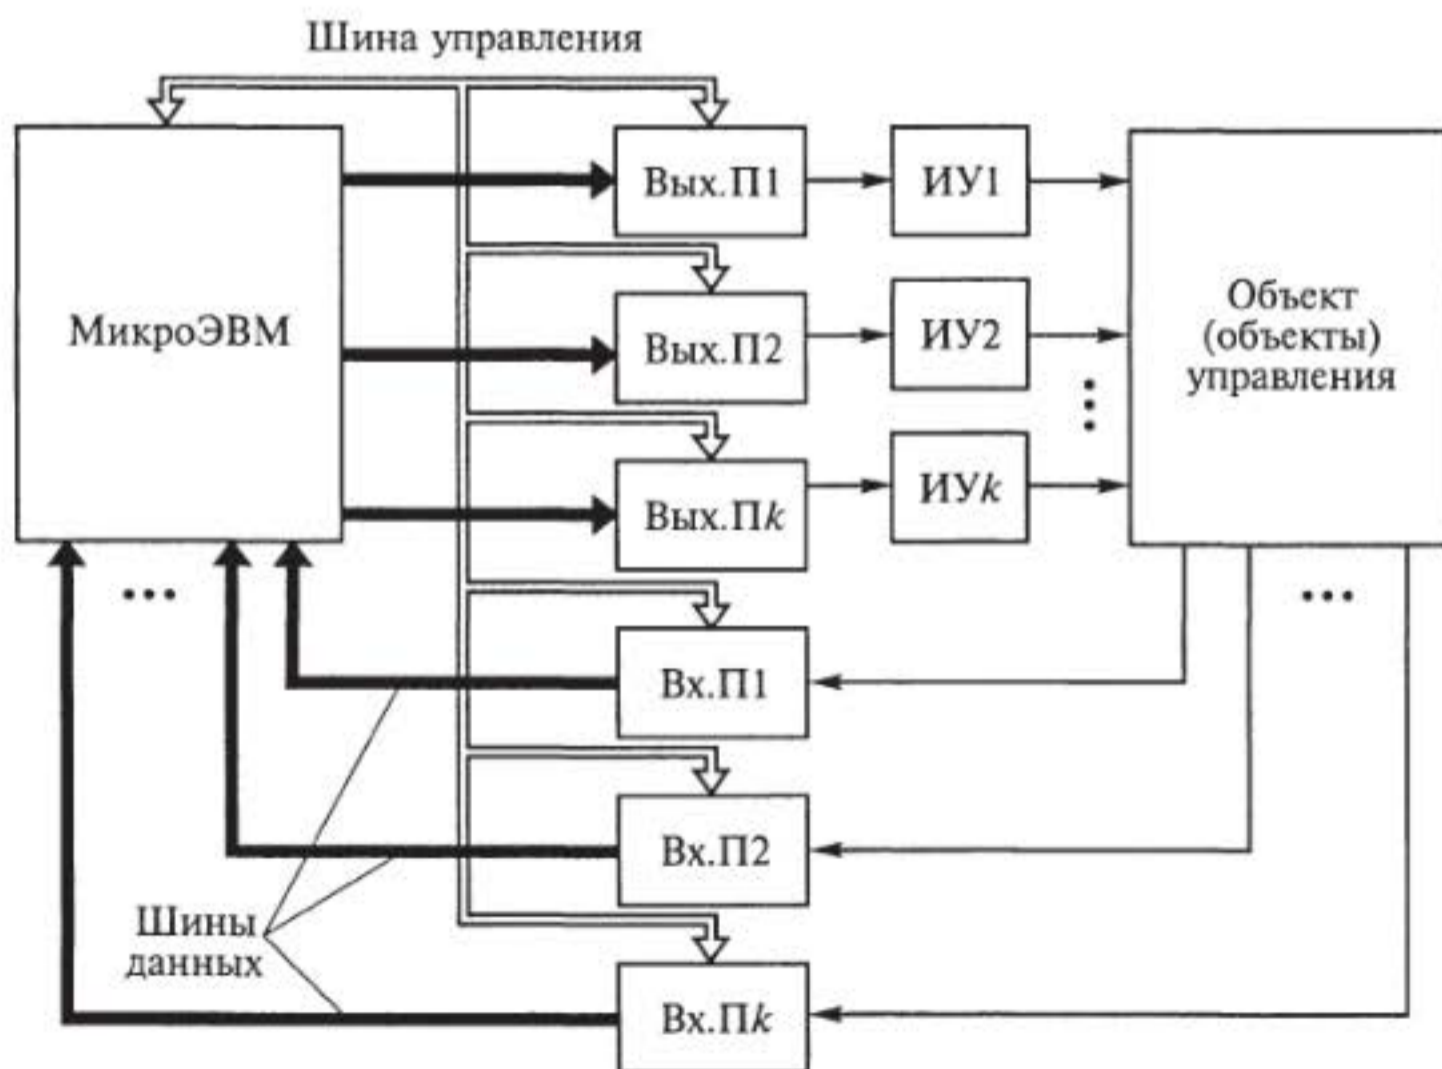 Шина управления
МикроЭВМ
Вых.П1
ИУ1
Вых.П2
ИУ2
Вых.Пk
ИУk
Объект
(объекты)
управления
Вх.П1
Вх.П2
Вх.Пk
Шины
данных